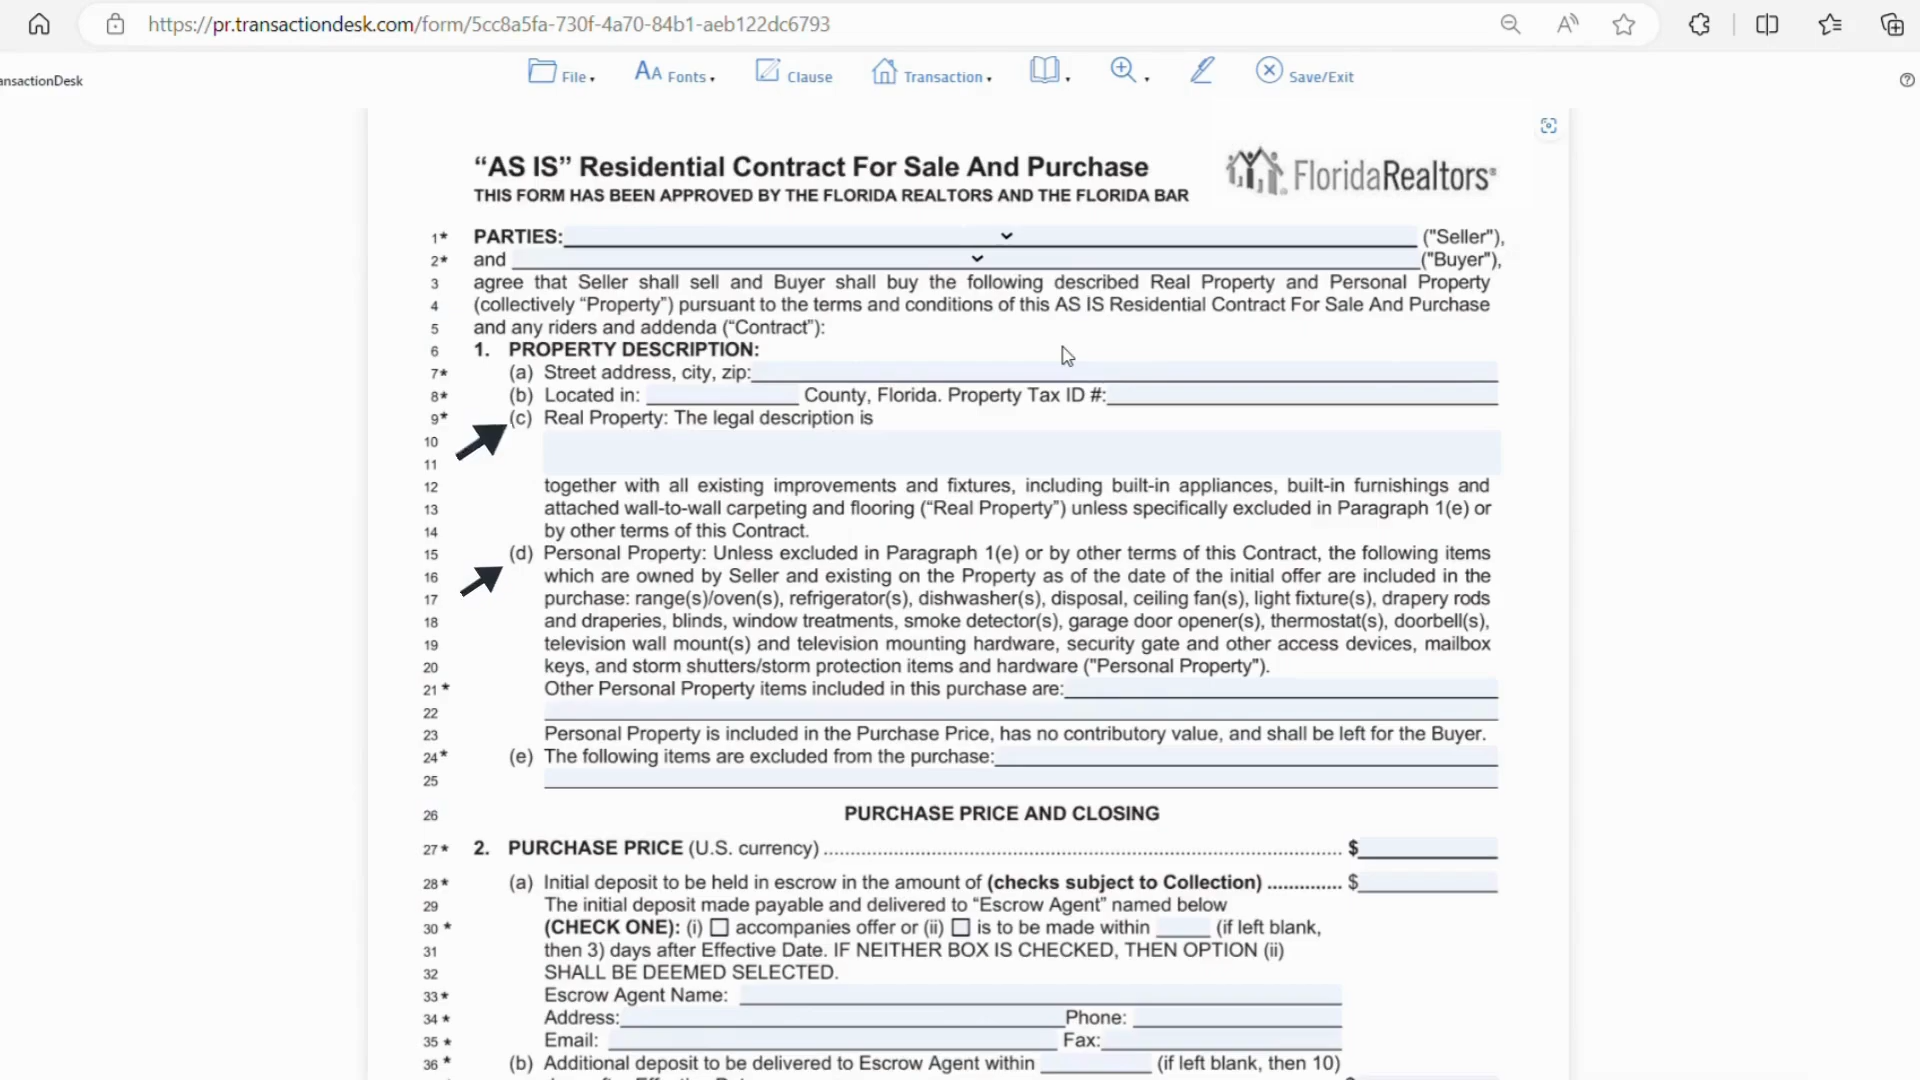 https://pr.transactiondesk.com/form/5cc8a5fa-730f-4a70-84b1-aeb122dc6793
ansactionDesk
File
AA Fonts
Clause
Transaction
Save/Exit
“AS IS” Residential Contract For Sale And Purchase
THIS FORM HAS BEEN APPROVED BY THE FLORIDA REALTORS AND THE FLORIDA BAR
FloridaRealtors®
1* PARTIES: ("Seller"),
2* and ("Buyer"),
3 agree that Seller shall sell and Buyer shall buy the following described Real Property and Personal Property
4 (collectively “Property”) pursuant to the terms and conditions of this AS IS Residential Contract For Sale And Purchase
5 and any riders and addenda (“Contract”):
6 1. PROPERTY DESCRIPTION:
7* (a) Street address, city, zip:
8* (b) Located in: County, Florida. Property Tax ID #:
9* (c) Real Property: The legal description is
10
11
12 together with all existing improvements and fixtures, including built-in appliances, built-in furnishings and
13 attached wall-to-wall carpeting and flooring (“Real Property”) unless specifically excluded in Paragraph 1(e) or
14 by other terms of this Contract.
15 (d) Personal Property: Unless excluded in Paragraph 1(e) or by other terms of this Contract, the following items
16 which are owned by Seller and existing on the Property as of the date of the initial offer are included in the
17 purchase: range(s)/oven(s), refrigerator(s), dishwasher(s), disposal, ceiling fan(s), light fixture(s), drapery rods
18 and draperies, blinds, window treatments, smoke detector(s), garage door opener(s), thermostat(s), doorbell(s),
19 television wall mount(s) and television mounting hardware, security gate and other access devices, mailbox
20 keys, and storm shutters/storm protection items and hardware ("Personal Property").
21* Other Personal Property items included in this purchase are:
22
23 Personal Property is included in the Purchase Price, has no contributory value, and shall be left for the Buyer.
24* (e) The following items are excluded from the purchase:
25
26 PURCHASE PRICE AND CLOSING
27* 2. PURCHASE PRICE (U.S. currency) ........................................................................................ $
28* (a) Initial deposit to be held in escrow in the amount of (checks subject to Collection) ............. $
29 The initial deposit made payable and delivered to “Escrow Agent” named below
30* (CHECK ONE): (i) ☐ accompanies offer or (ii) ☐ is to be made within (if left blank,
31 then 3) days after Effective Date. IF NEITHER BOX IS CHECKED, THEN OPTION (ii)
32 SHALL BE DEEMED SELECTED.
33* Escrow Agent Name:
34* Address: Phone:
35* Email: Fax:
36* (b) Additional deposit to be delivered to Escrow Agent within (if left blank, then 10)